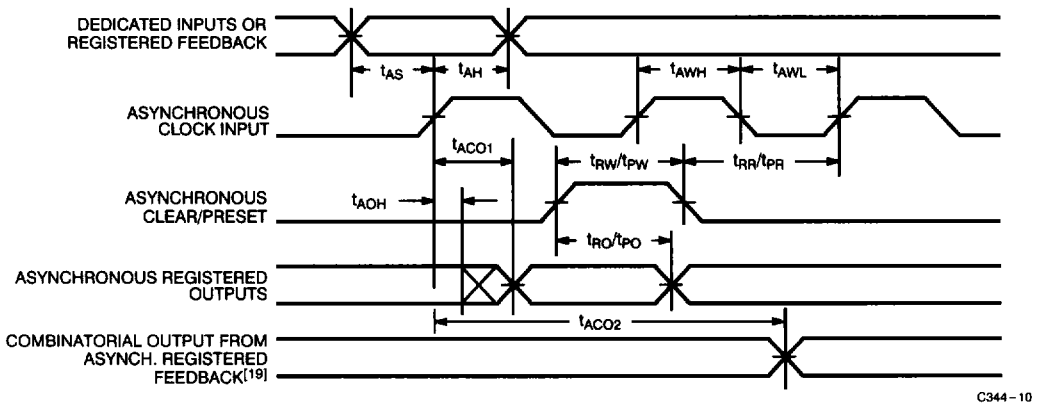 DEDICATED INPUTS OR
REGISTERED FEEDBACK
tAS
tAH
tAWH
tAWL
ASYNCHRONOUS
CLOCK INPUT
tACO1
tRW/tPW
tRR/tPR
ASYNCHRONOUS
CLEAR/PRESET
tAOH
tRO/tPO
ASYNCHRONOUS REGISTERED
OUTPUTS
tACO2
COMBINATORIAL OUTPUT FROM
ASYNCH. REGISTERED
FEEDBACK[19]
C344–10